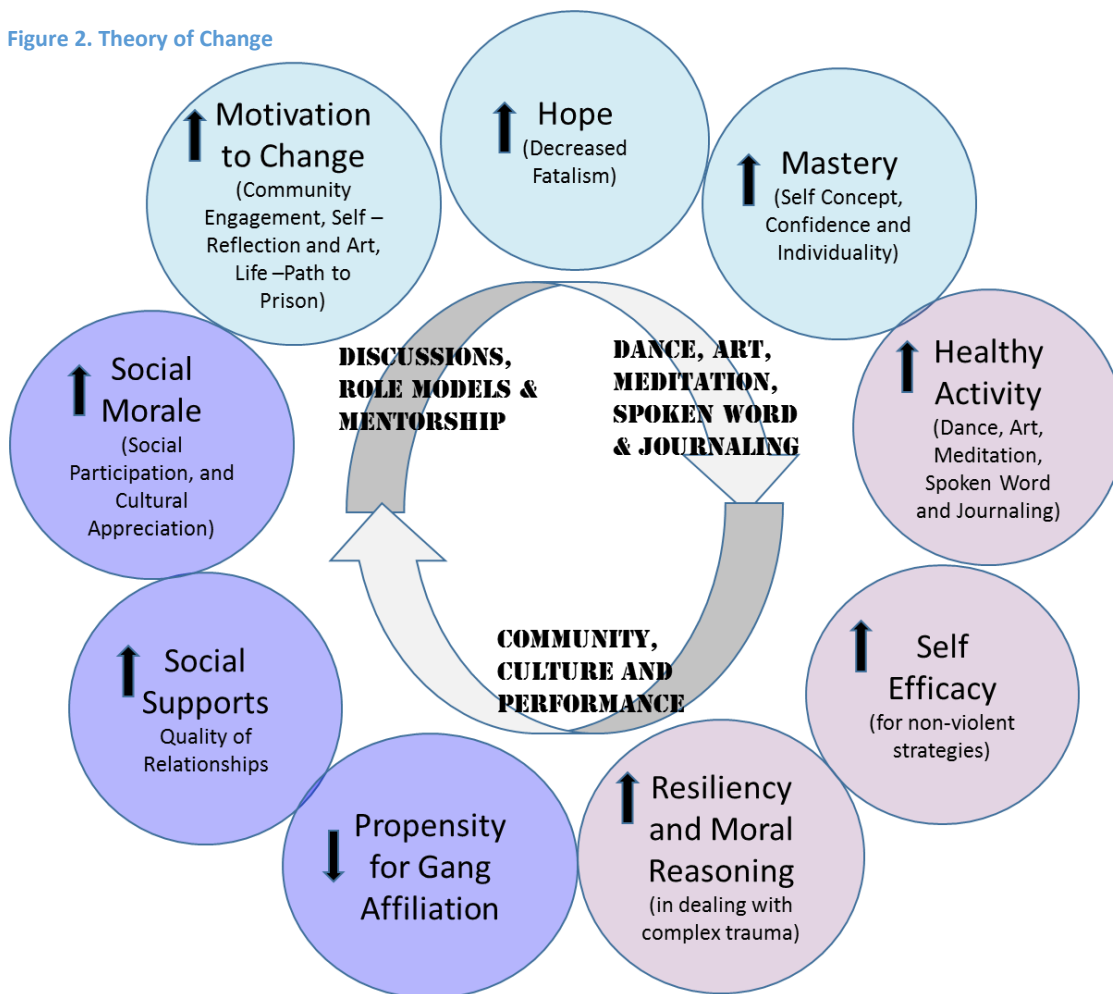 Figure 2. Theory of Change
Motivation
to Change
(Community
Engagement, Self –
Reflection and Art,
Life –Path to
Prison)
Hope
(Decreased
Fatalism)
Mastery
(Self Concept,
Confidence and
Individuality)
Healthy
Activity
(Dance, Art,
Meditation,
Spoken Word
and Journaling)
Self
Efficacy
(for non-violent
strategies)
Resiliency
and Moral
Reasoning
(in dealing with
complex trauma)
Propensity
for Gang
Affiliation
Social
Supports
Quality of
Relationships
Social
Morale
(Social
Participation, and
Cultural
Appreciation)
DISCUSSIONS,
ROLE MODELS &
MENTORSHIP
DANCE, ART,
MEDITATION,
SPOKEN WORD
& JOURNALING
COMMUNITY,
CULTURE AND
PERFORMANCE